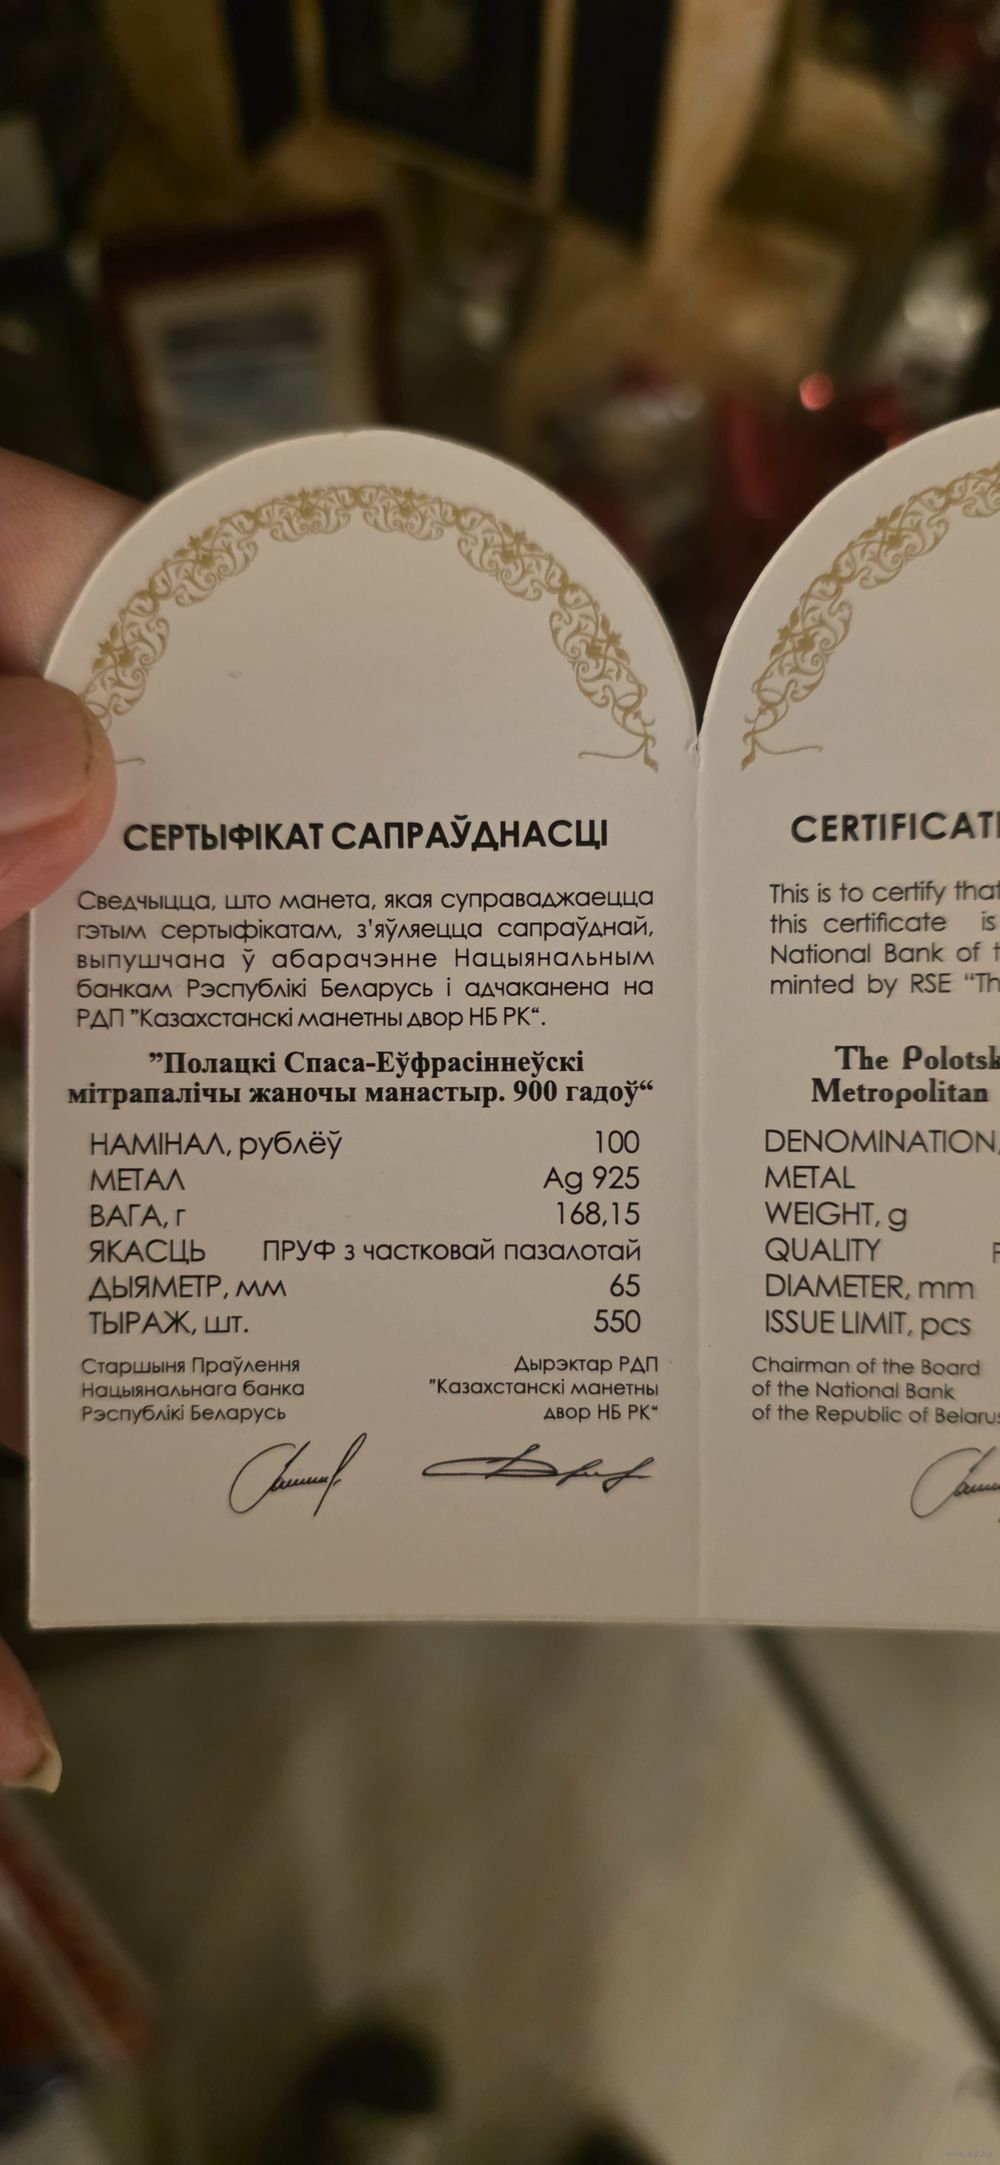 СЕРТЫФІКАТ САПРАЎДНАСЦІ
Сведчыцца, што манета, якая суправаджаецца
гэтым сертыфікатам, з'яўляецца сапраўднай,
выпушчана ў абарачэнне Нацыянальным
банкам Рэспублікі Беларусь і адчаканена на
РДП ”Казахстанскі манетны двор НБ РК“.
”Полацкі Спаса-Еўфрасіннеўскі
мітрапалічы жаночы манастыр. 900 гадоў“
НАМІНАЛ, рублёў 100
МЕТАЛ Ag 925
ВАГА, г 168,15
ЯКАСЦЬ ПРУФ з частковай пазалотай
ДЫЯМЕТР, мм 65
ТЫРАЖ, шт. 550
Старшыня Праўлення
Нацыянальнага банка
Рэспублікі Беларусь
Дырэктар РДП
”Казахстанскі манетны
двор НБ РК“
CERTIFICAT
This is to certify that
this certificate is
National Bank of t
minted by RSE “Th
The Polotsk
Metropolitan
DENOMINATION,
METAL
WEIGHT, g
QUALITY
DIAMETER, mm
ISSUE LIMIT, pcs
Chairman of the Board
of the National Bank
of the Republic of Belarus